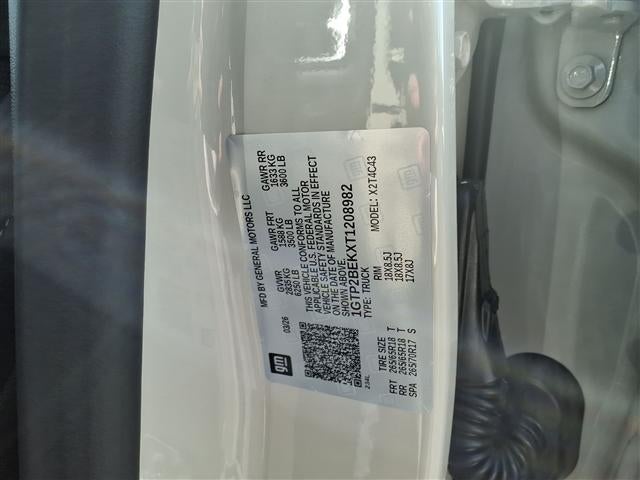 MFD BY GENERAL MOTORS LLC
03/26
GVWR
2835 KG
6250 LB
GAWR FRT
1588 KG
3500 LB
GAWR RR
1633 KG
3600 LB
THIS VEHICLE CONFORMS TO ALL
APPLICABLE U.S. FEDERAL MOTOR
VEHICLE SAFETY STANDARDS IN EFFECT
ON THE DATE OF MANUFACTURE
SHOWN ABOVE.
1GTP2BEKXT1208982
TYPE: TRUCK
MODEL: X2T4C43
gm
234L
TIRE SIZE
RIM
FRT 265/65R18 T 18X8.5J
RR 265/65R18 T 18X8.5J
SPA 265/70R17 S 17X8J